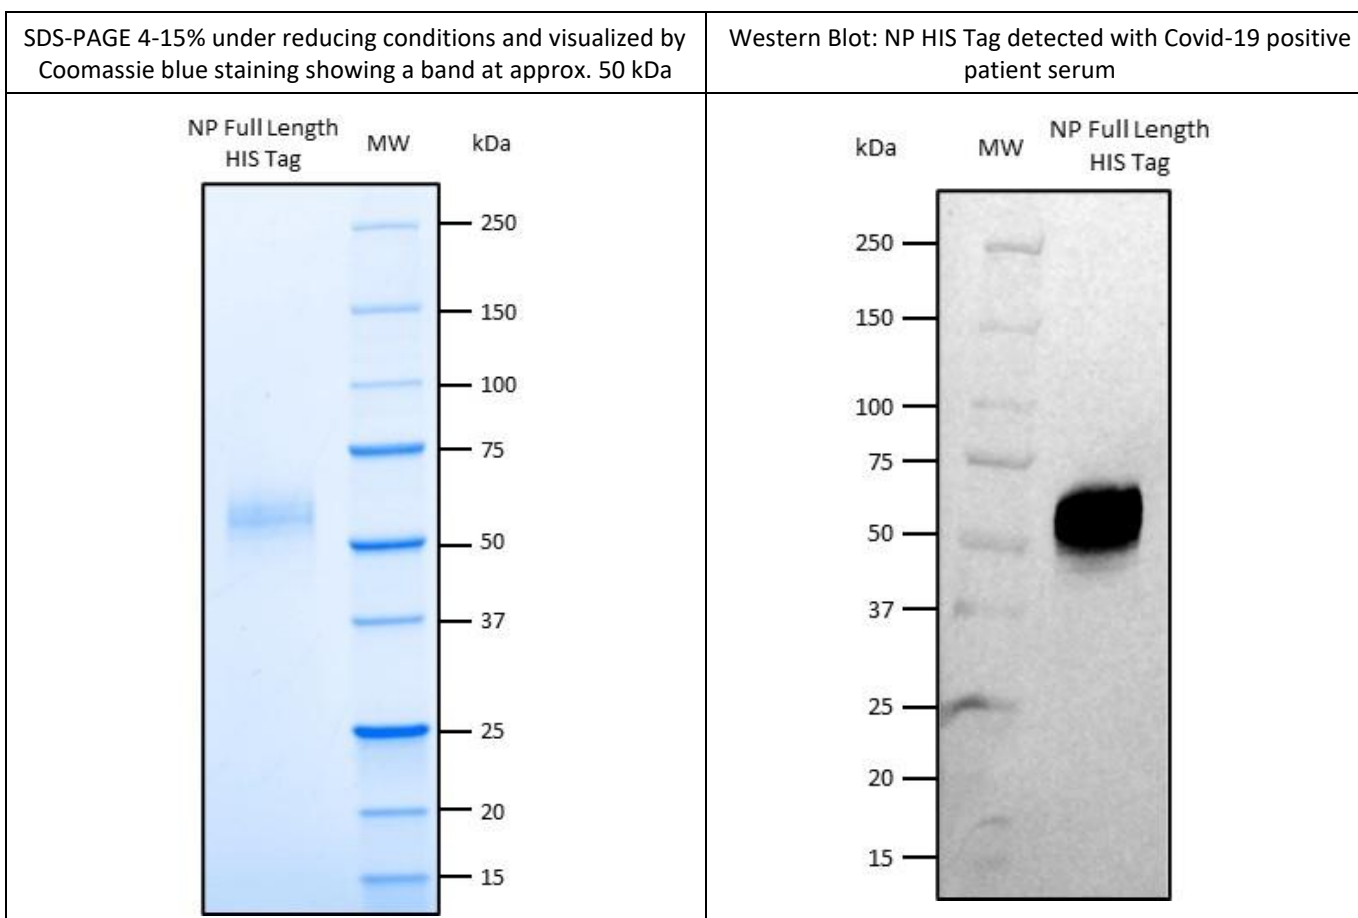 SDS-PAGE 4-15% under reducing conditions and visualized by
Coomassie blue staining showing a band at approx. 50 kDa
NP Full Length
HIS Tag
MW
kDa
250
150
100
75
50
37
25
20
15
Western Blot: NP HIS Tag detected with Covid-19 positive
patient serum
kDa
MW
NP Full Length
HIS Tag
250
150
100
75
50
37
25
20
15